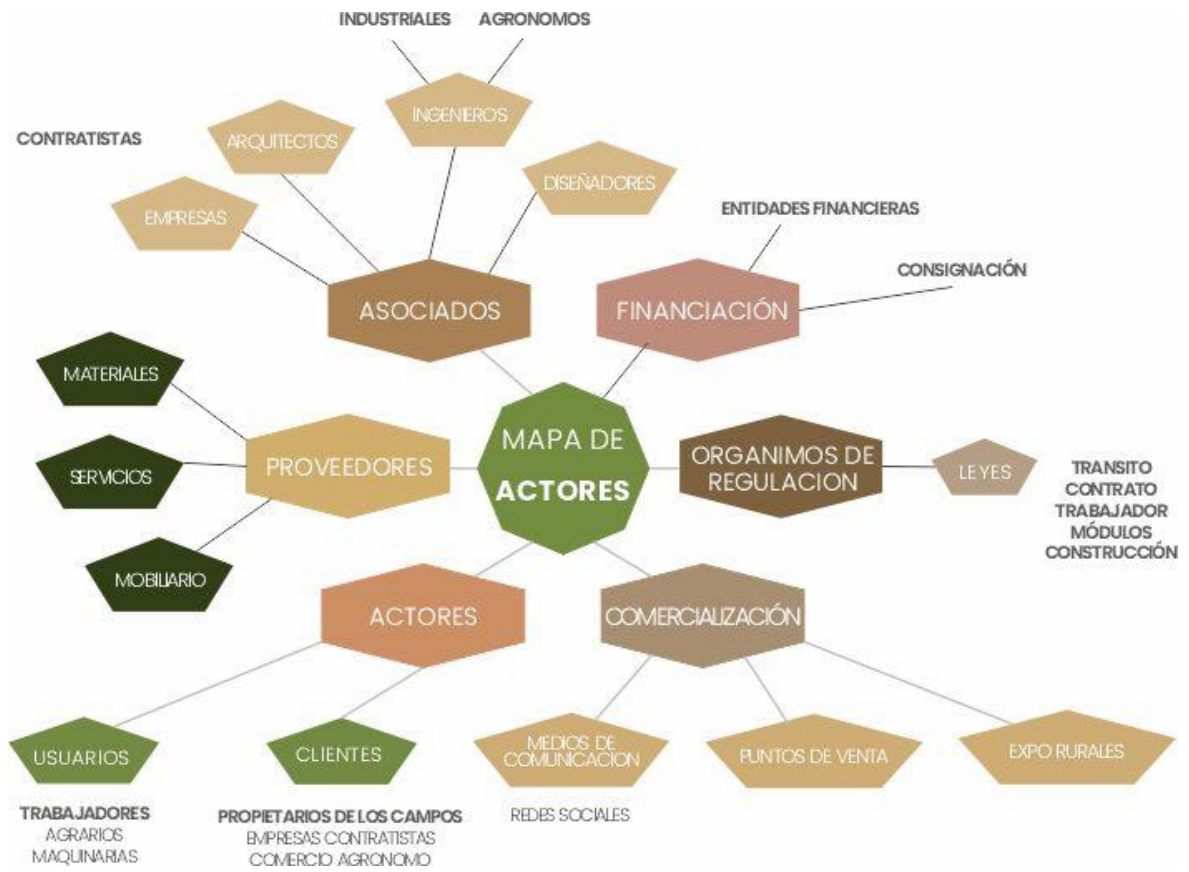 INDUSTRIALES
AGRONOMOS
INGENIEROS
CONTRATISTAS
ARQUITECTOS
DISEÑADORES
EMPRESAS
ENTIDADES FINANCIERAS
CONSIGNACIÓN
ASOCIADOS
FINANCIACIÓN
MATERIALES
SERVICIOS
MOBILIARIO
PROVEEDORES
MAPA DE
ACTORES
ORGANIMOS DE
REGULACION
LEYES
TRANSITO
CONTRATO
TRABAJADOR
MÓDULOS
CONSTRUCCIÓN
ACTORES
COMERCIALIZACIÓN
USUARIOS
TRABAJADORES
AGRARIOS
MAQUINARIAS
CLIENTES
PROPIETARIOS DE LOS CAMPOS
EMPRESAS CONTRATISTAS
COMERCIO AGRONOMO
MEDIOS DE
COMUNICACION
REDES SOCIALES
PUNTOS DE VENTA
EXPO RURALES